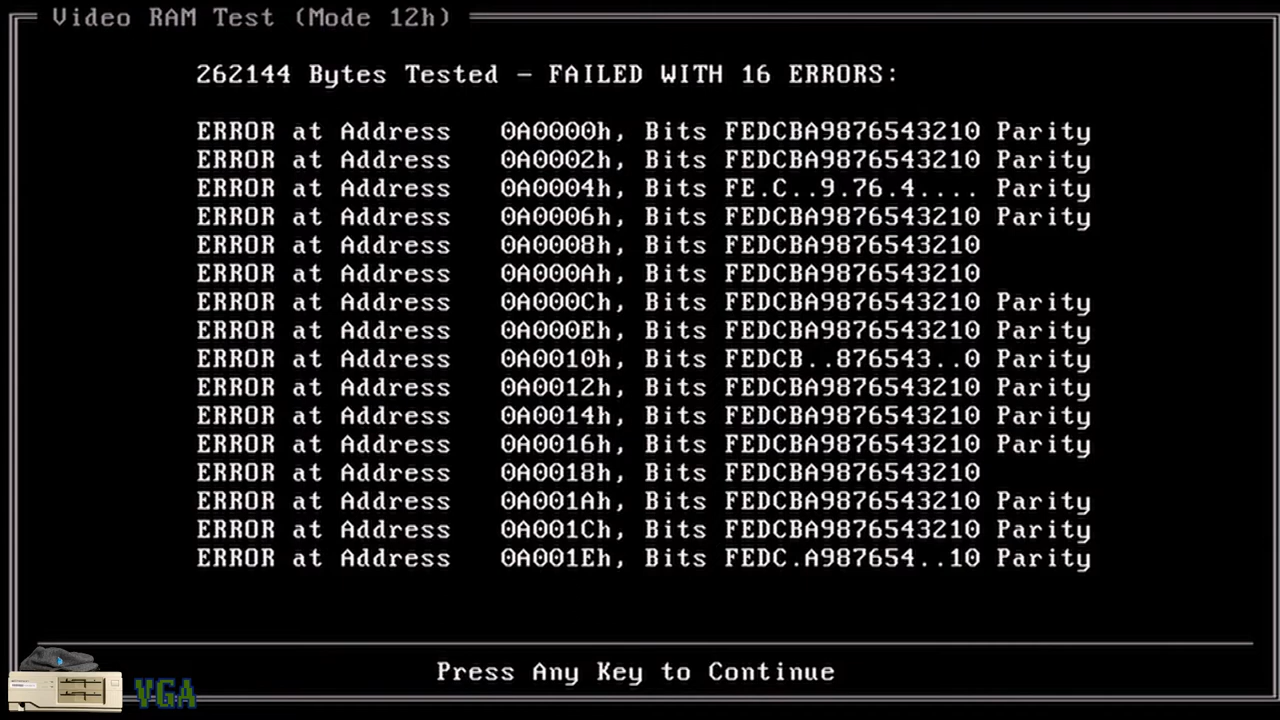 Video RAM Test (Mode 12h)
262144 Bytes Tested - FAILED WITH 16 ERRORS:
ERROR at Address 0A0000h, Bits FEDCBA9876543210 Parity
ERROR at Address 0A0002h, Bits FEDCBA9876543210 Parity
ERROR at Address 0A0004h, Bits FE.C..9.76.4.... Parity
ERROR at Address 0A0006h, Bits FEDCBA9876543210 Parity
ERROR at Address 0A0008h, Bits FEDCBA9876543210
ERROR at Address 0A000Ah, Bits FEDCBA9876543210
ERROR at Address 0A000Ch, Bits FEDCBA9876543210 Parity
ERROR at Address 0A000Eh, Bits FEDCBA9876543210 Parity
ERROR at Address 0A0010h, Bits FEDCB..876543..0 Parity
ERROR at Address 0A0012h, Bits FEDCBA9876543210 Parity
ERROR at Address 0A0014h, Bits FEDCBA9876543210 Parity
ERROR at Address 0A0016h, Bits FEDCBA9876543210 Parity
ERROR at Address 0A0018h, Bits FEDCBA9876543210
ERROR at Address 0A001Ah, Bits FEDCBA9876543210 Parity
ERROR at Address 0A001Ch, Bits FEDCBA9876543210 Parity
ERROR at Address 0A001Eh, Bits FEDC.A987654..10 Parity
Press Any Key to Continue
VGA